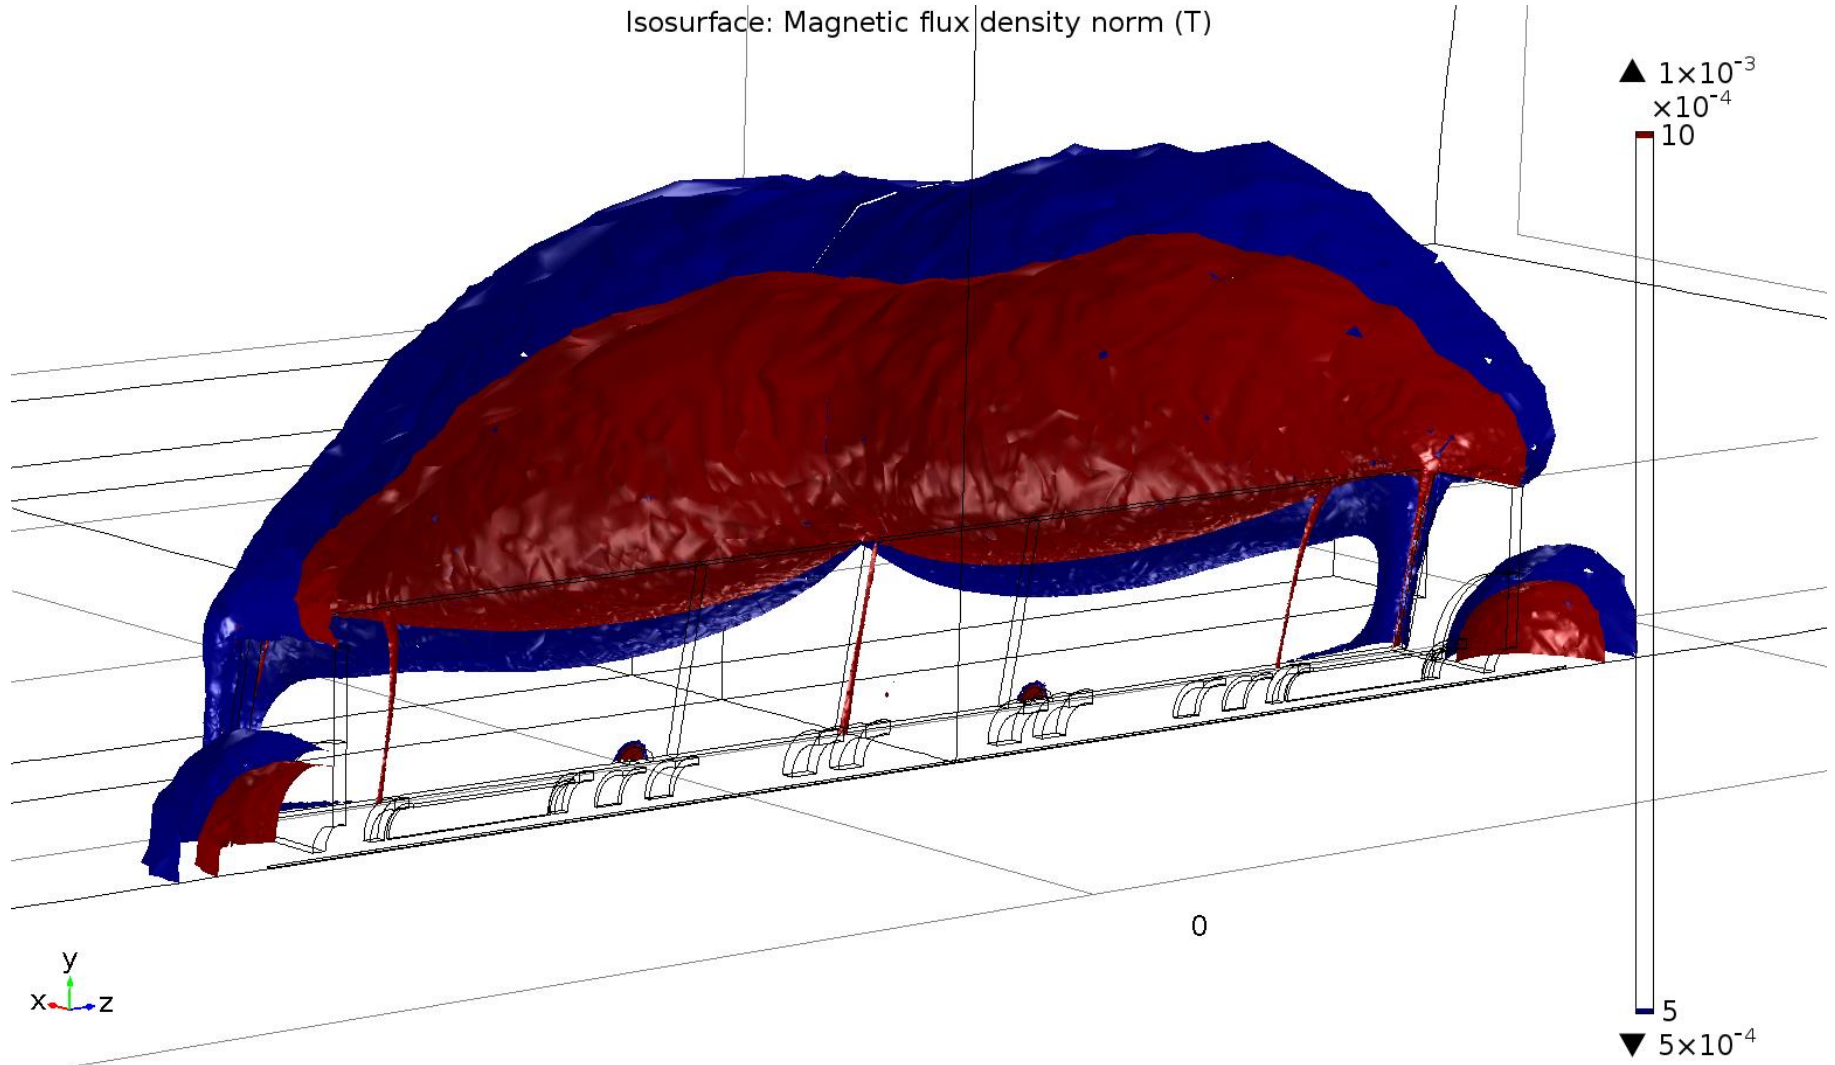 Isosurface: Magnetic flux density norm (T)
▲ 1×10⁻³
×10⁻⁴
10
0
y
x z
5
▼ 5×10⁻⁴